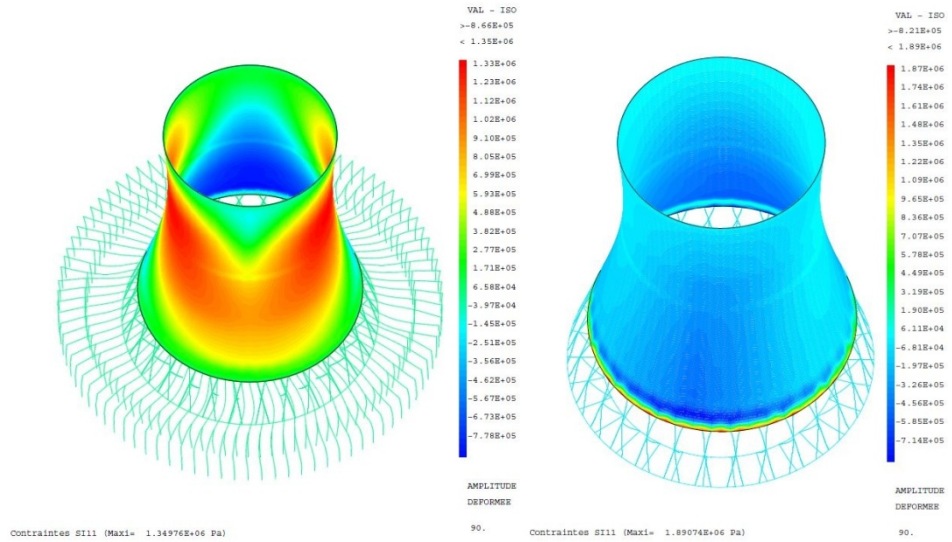 VAL - ISO
>-8.66E+05
< 1.35E+06
1.33E+06
1.23E+06
1.12E+06
1.02E+06
9.10E+05
8.05E+05
6.99E+05
5.93E+05
4.88E+05
3.82E+05
2.77E+05
1.71E+05
6.58E+04
-3.97E+04
-1.45E+05
-2.51E+05
-3.56E+05
-4.62E+05
-5.67E+05
-6.73E+05
-7.78E+05
AMPLITUDE
DEFORMEE
90.
Contraintes SI11 (Maxi= 1.34976E+06 Pa)
VAL - ISO
>-8.21E+05
< 1.89E+06
1.87E+06
1.74E+06
1.61E+06
1.48E+06
1.35E+06
1.22E+06
1.09E+06
9.65E+05
8.36E+05
7.07E+05
5.78E+05
4.49E+05
3.19E+05
1.90E+05
6.11E+04
-6.81E+04
-1.97E+05
-3.26E+05
-4.56E+05
-5.85E+05
-7.14E+05
AMPLITUDE
DEFORMEE
90.
Contraintes SI11 (Maxi= 1.89074E+06 Pa)